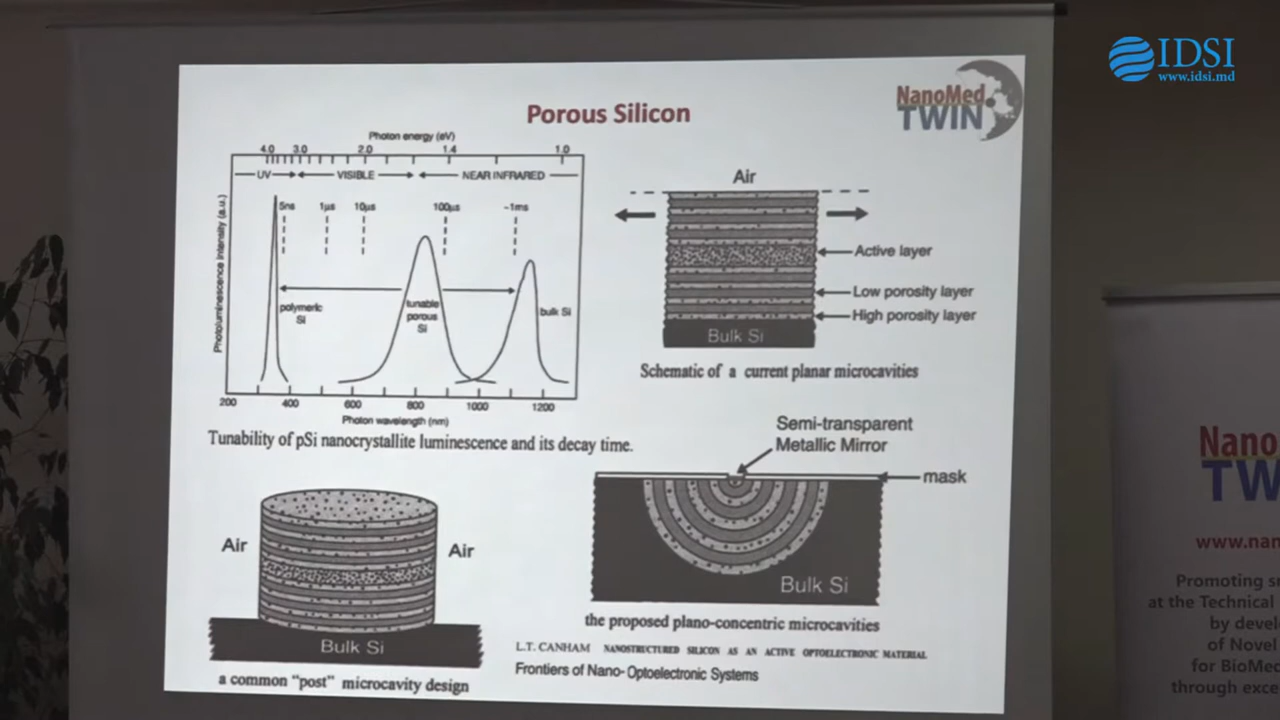 IDSI
www.idsi.md
NanoMed
TWIN
Porous Silicon
Photon energy (eV)
4.0 3.0 2.0 1.4 1.0
UV VISIBLE NEAR INFRARED
5ns 1µs 10µs 100µs ~1ms
Photoluminescence intensity (a.u.)
polymeric
Si
tunable
porous
Si
bulk Si
200 400 600 800 1000 1200
Photon wavelength (nm)
Tunability of pSi nanocrystallite luminescence and its decay time.
Air
Active layer
Low porosity layer
High porosity layer
Bulk Si
Schematic of a current planar microcavities
Air
Air
Bulk Si
a common "post" microcavity design
Semi-transparent
Metallic Mirror
mask
Bulk Si
the proposed plano-concentric microcavities
L.T. CANHAM NANOSTRUCTURED SILICON AS AN ACTIVE OPTOELECTRONIC MATERIAL
Frontiers of Nano-Optoelectronic Systems
Nano
TW
www.nan
Promoting
at the Technical
by devel
of Novel
for BioMed
through exce